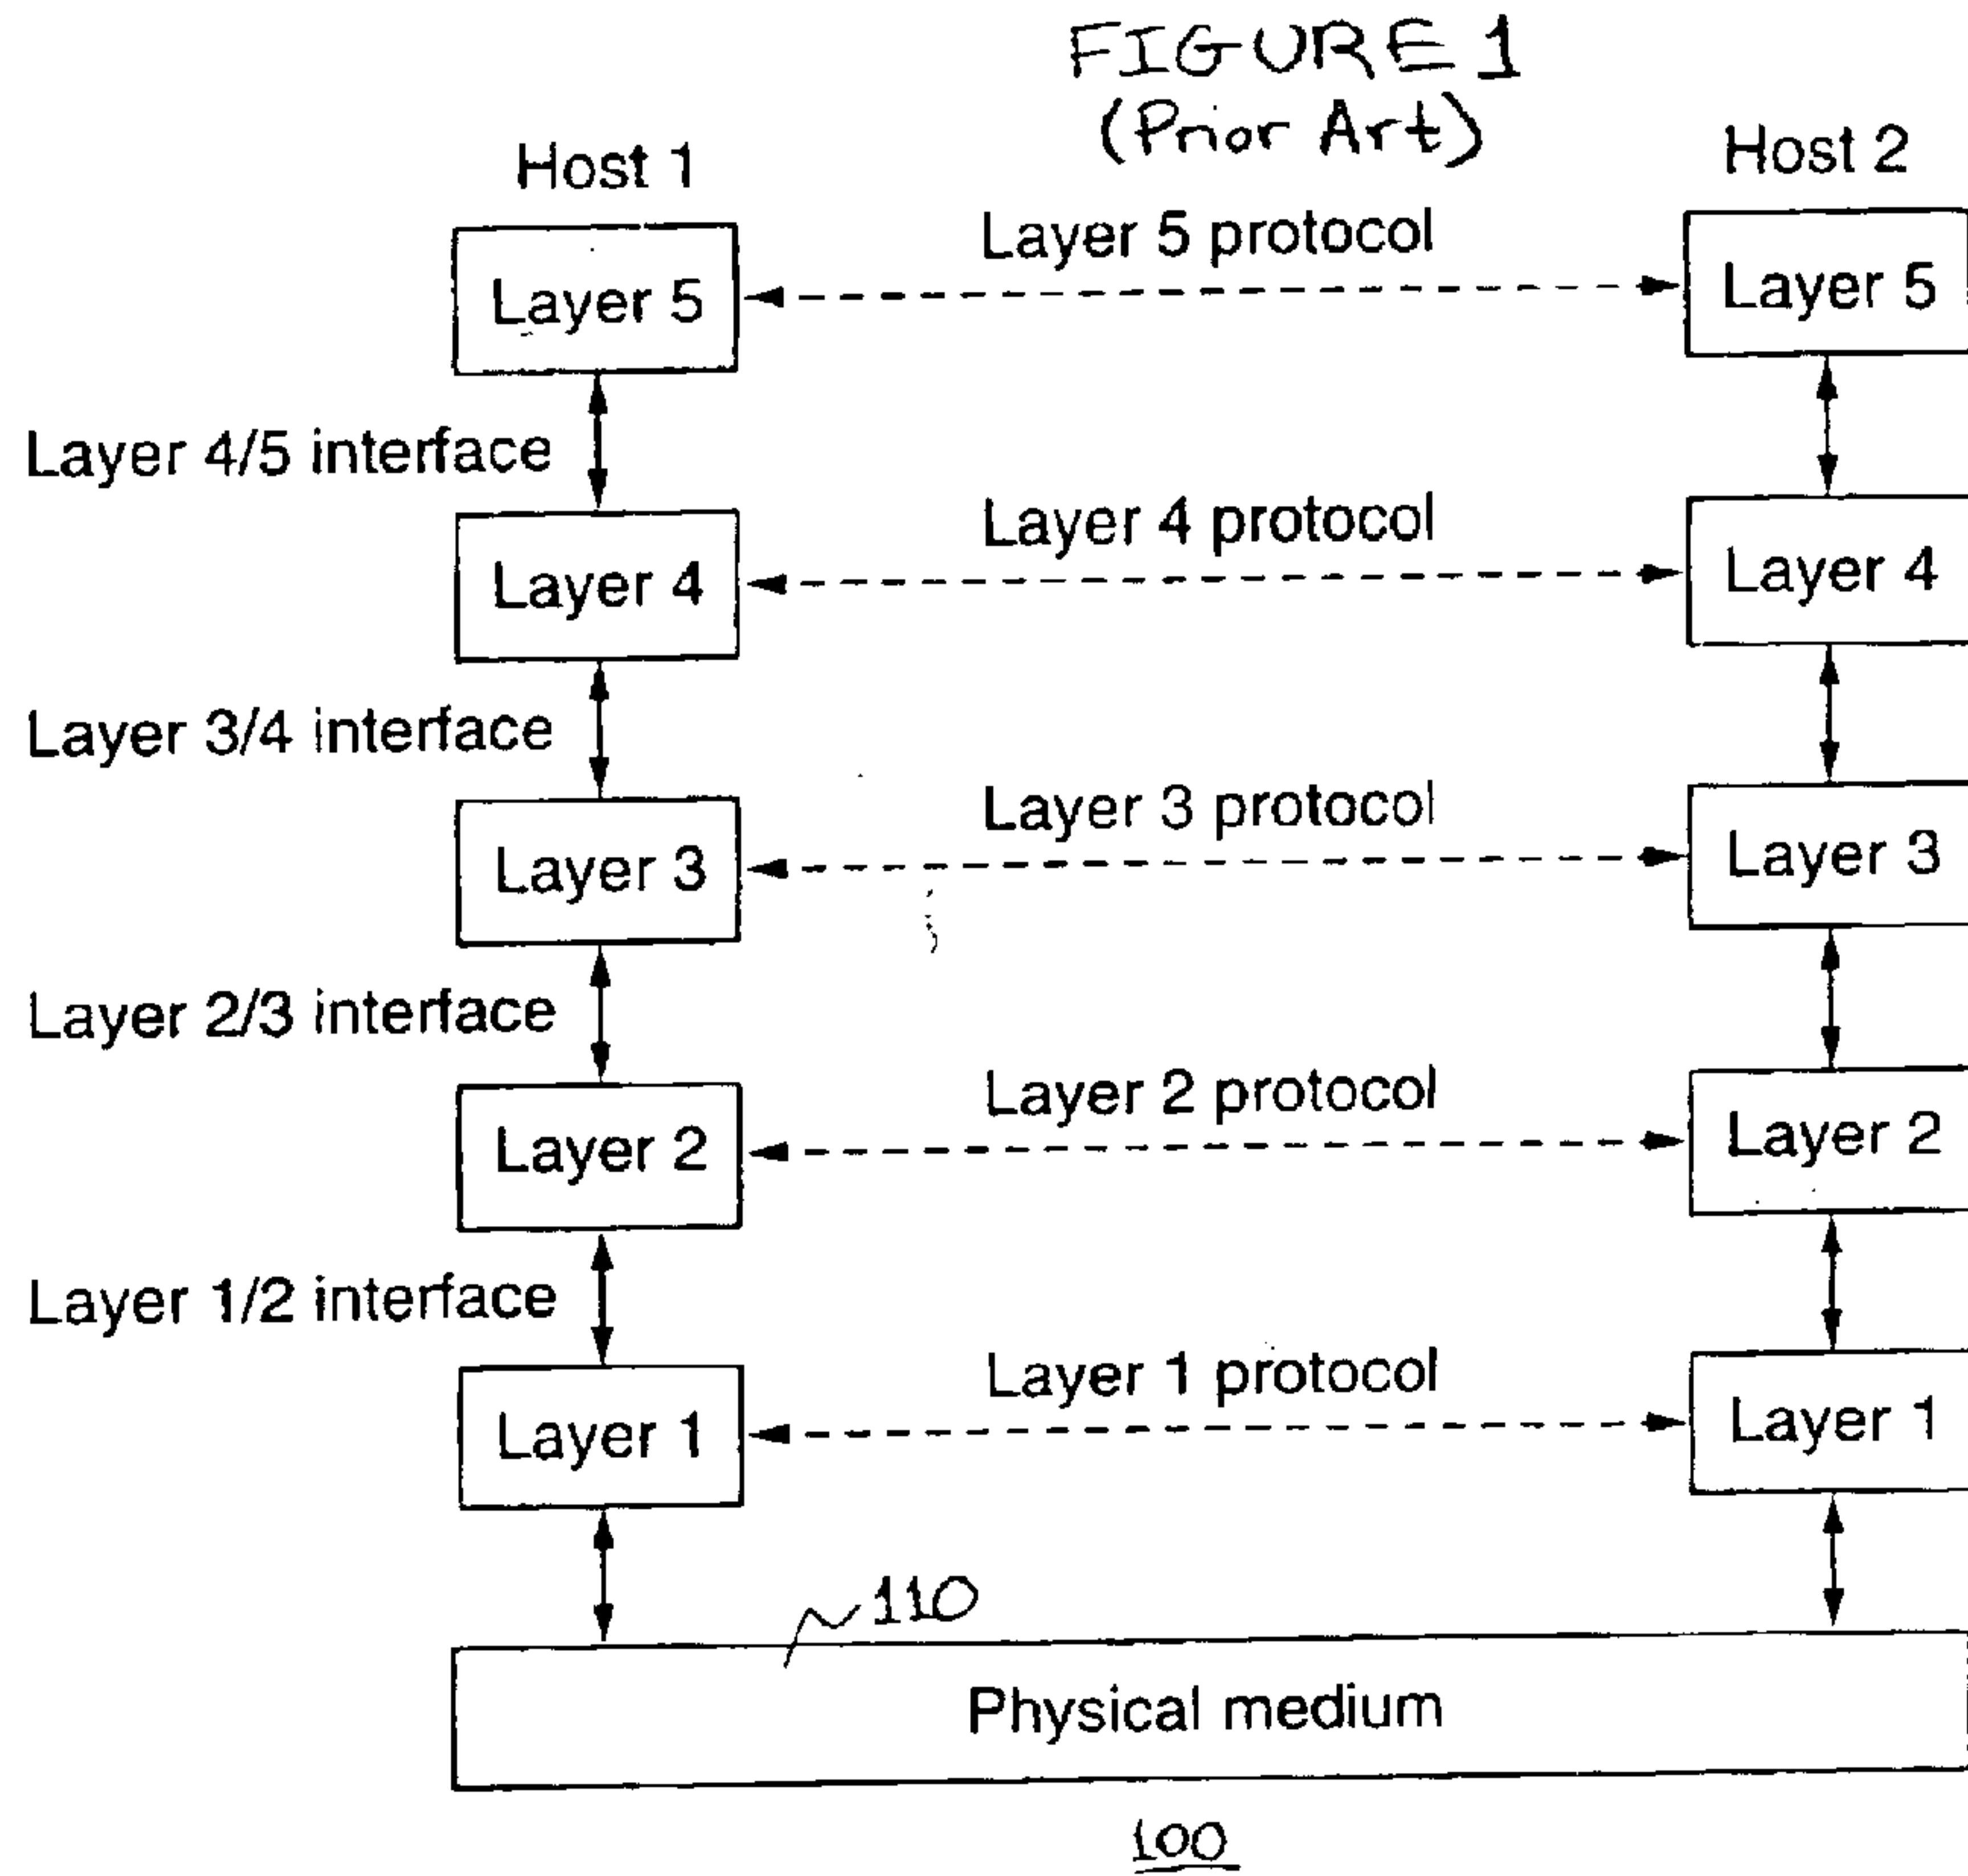 FIGURE 1
(Prior Art)
Host 1
Host 2
Layer 5 protocol
Layer 5
Layer 5
Layer 4/5 interface
Layer 4 protocol
Layer 4
Layer 4
Layer 3/4 interface
Layer 3 protocol
Layer 3
Layer 3
Layer 2/3 interface
Layer 2 protocol
Layer 2
Layer 2
Layer 1/2 interface
Layer 1 protocol
Layer 1
Layer 1
110
Physical medium
100